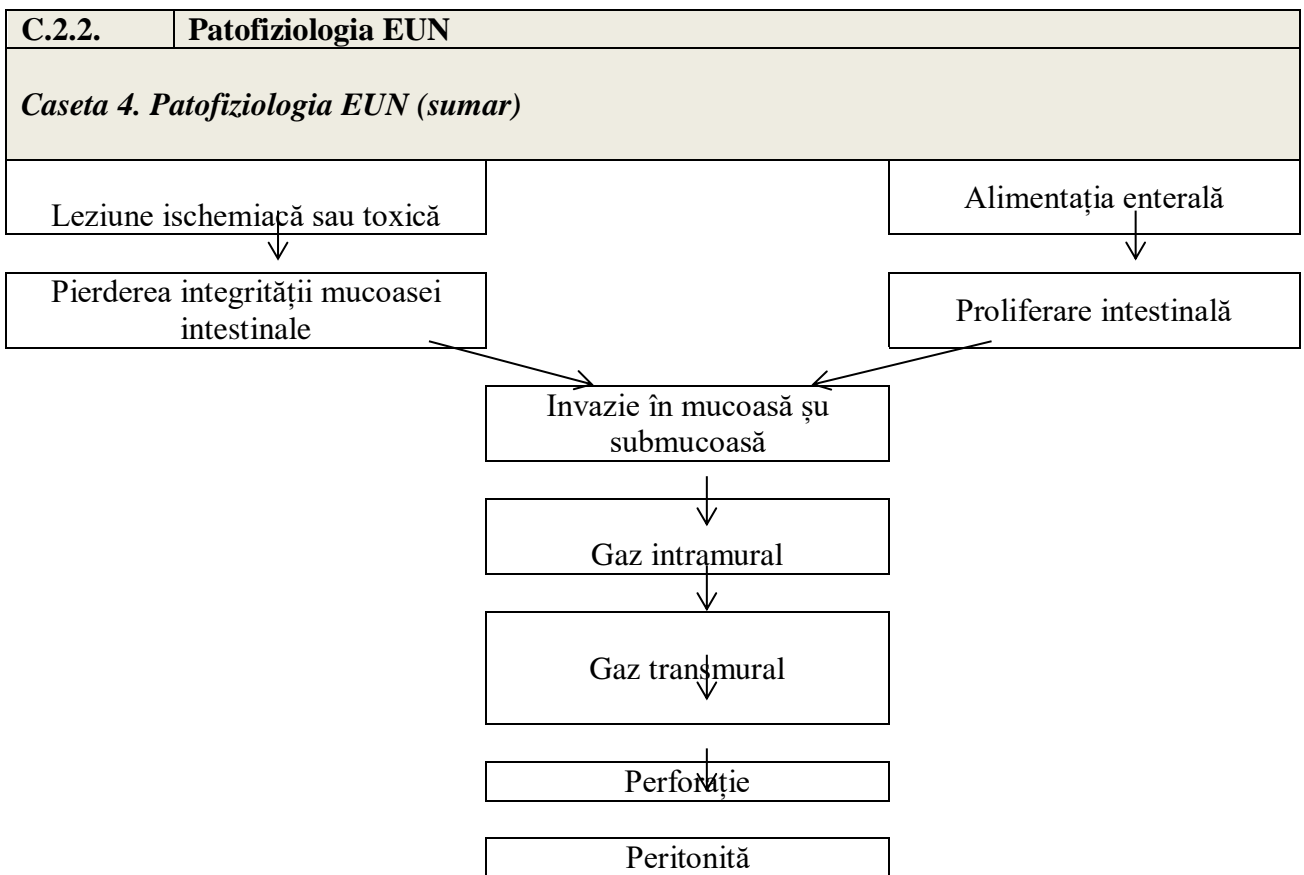 C.2.2. Patofiziologia EUN
Caseta 4. Patofiziologia EUN (sumar)
Leziune ischemiacă sau toxică
Alimentația enterală
Pierderea integrității mucoasei
intestinale
Proliferare intestinală
Invazie în mucoasă șu
submucoasă
Gaz intramural
Gaz transmural
Perforație
Peritonită